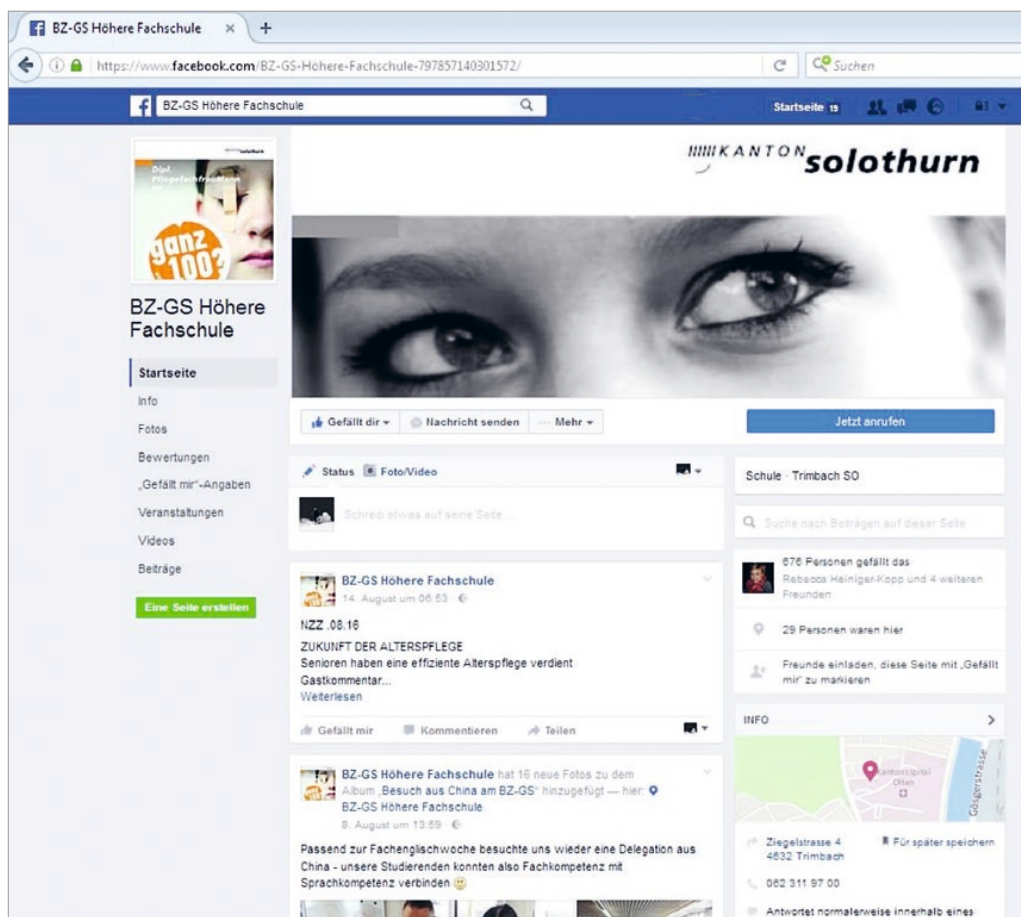 BZ-GS Höhere Fachschule
https://www.facebook.com/BZ-GS-Höhere-Fachschule-797857140301572/
Suchen
BZ-GS Höhere Fachschule
Startseite 19
KANTON solothurn
solothurn
Dipl.
Pflegefachfrau/Mann
ganz
100?
BZ-GS Höhere
Fachschule
Startseite
Info
Fotos
Bewertungen
„Gefällt mir“-Angaben
Veranstaltungen
Videos
Beiträge
Eine Seite erstellen
Gefällt dir
Nachricht senden
Mehr
Jetzt anrufen
Status
Foto/Video
Schreib etwas auf seine Seite ...
BZ-GS Höhere Fachschule
14. August um 06:53
NZZ .08.16
ZUKUNFT DER ALTERSPFLEGE
Senioren haben eine effiziente Alterspflege verdient
Gastkommentar...
Weiterlesen
Gefällt mir
Kommentieren
Teilen
BZ-GS Höhere Fachschule hat 16 neue Fotos zu dem
Album „Besuch aus China am BZ-GS“ hinzugefügt — hier:
BZ-GS Höhere Fachschule
8. August um 13:59
Passend zur Fachenglischwoche besuchte uns wieder eine Delegation aus
China - unsere Studierenden konnten also Fachkompetenz mit
Sprachkompetenz verbinden
Schule · Trimbach SO
Suche nach Beiträgen auf dieser Seite
676 Personen gefällt das
Rebecca Heiniger-Kopp und 4 weiteren
Freunden
29 Personen waren hier
Freunde einladen, diese Seite mit „Gefällt
mir“ zu markieren
INFO
Kantonsspital
Olten
Gösgerstrasse
Ziegelstrasse 4
4632 Trimbach
Für später speichern
062 311 97 00
Antwortet normalerweise innerhalb eines